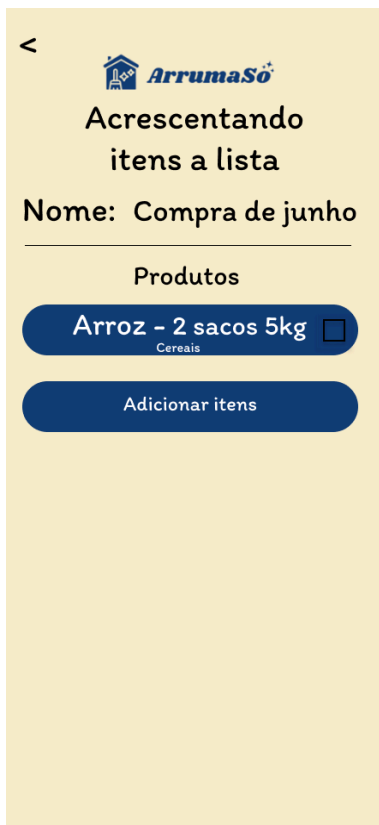 <
ArrumaSó
Acrescentando
itens a lista
Nome: Compra de junho
Produtos
Arroz - 2 sacos 5kg
Cereais
Adicionar itens